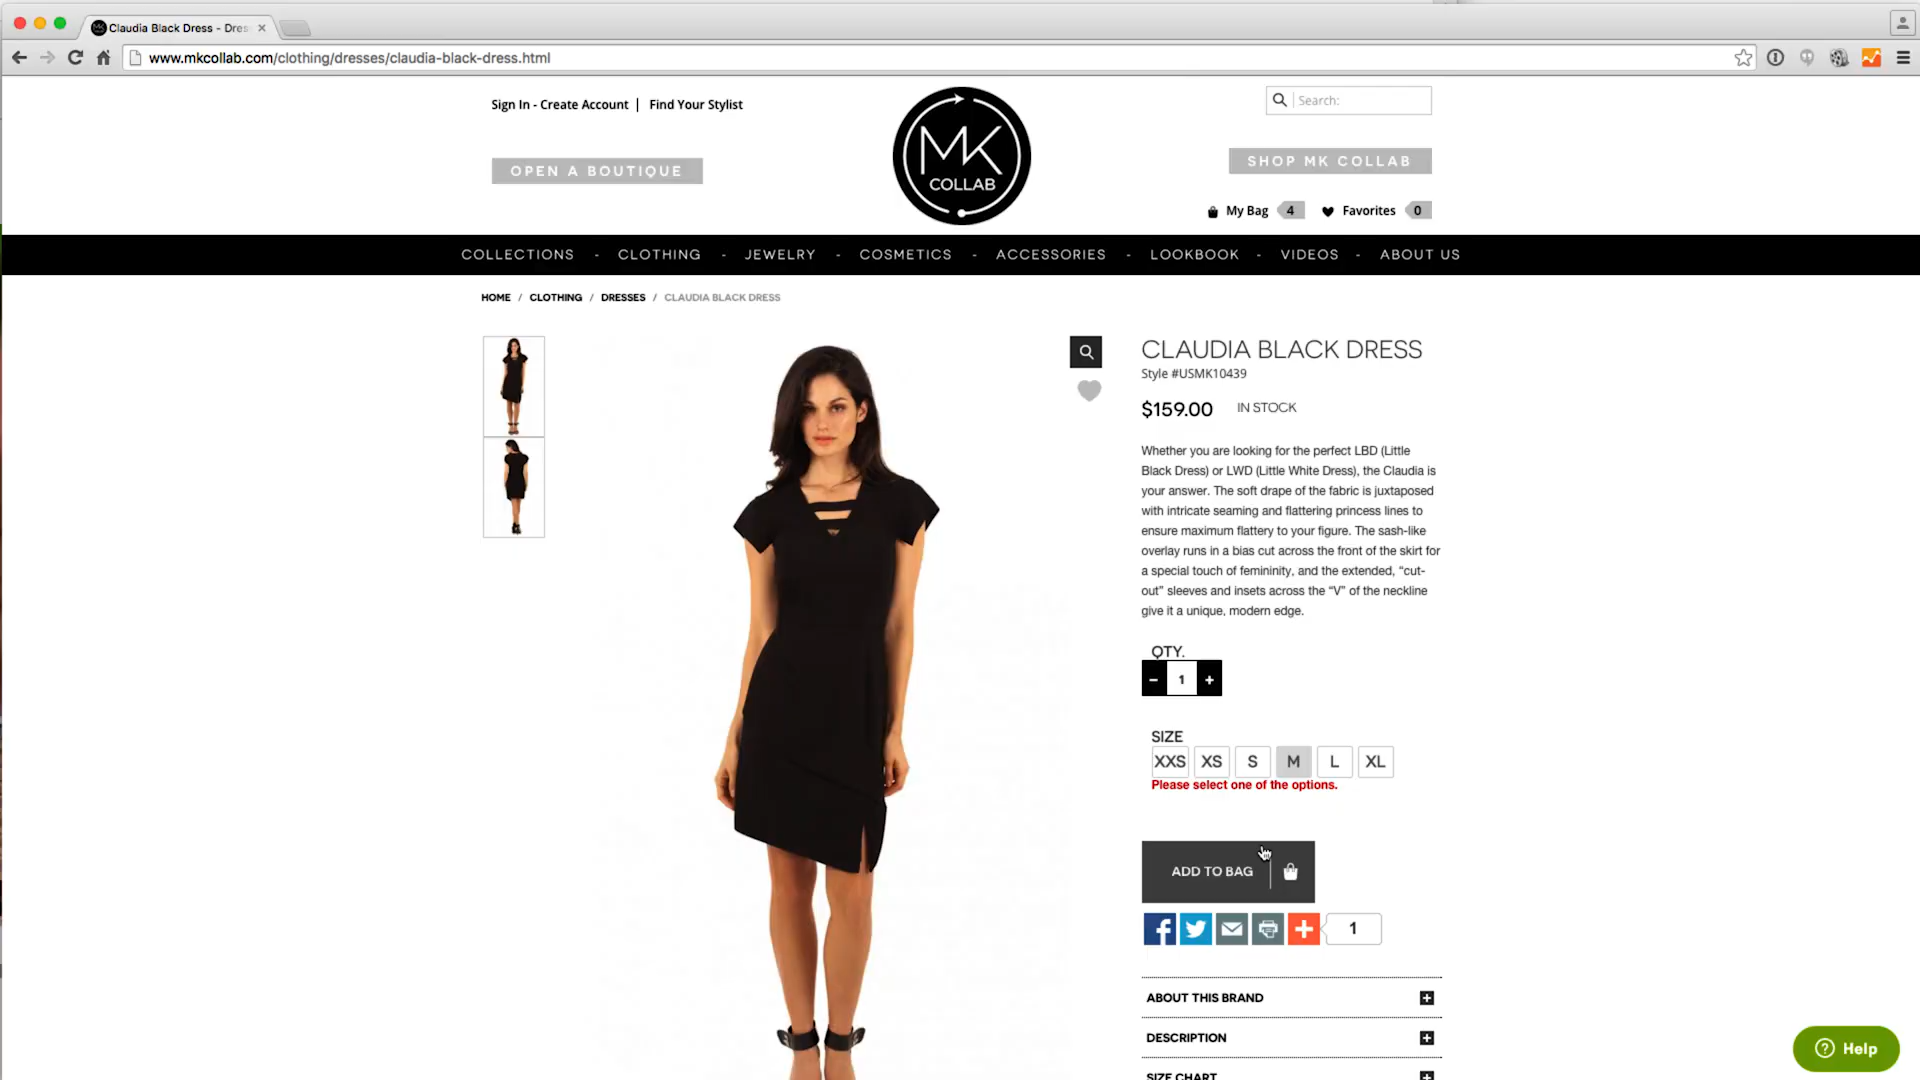 Claudia Black Dress - Dres
www.mkcollab.com/clothing/dresses/claudia-black-dress.html
Sign In - Create Account | Find Your Stylist
Search:
OPEN A BOUTIQUE
MK
COLLAB
SHOP MK COLLAB
My Bag 4 Favorites 0
COLLECTIONS - CLOTHING - JEWELRY - COSMETICS - ACCESSORIES - LOOKBOOK - VIDEOS - ABOUT US
HOME / CLOTHING / DRESSES / CLAUDIA BLACK DRESS
CLAUDIA BLACK DRESS
Style #USMK10439
$159.00 IN STOCK
Whether you are looking for the perfect LBD (Little
Black Dress) or LWD (Little White Dress), the Claudia is
your answer. The soft drape of the fabric is juxtaposed
with intricate seaming and flattering princess lines to
ensure maximum flattery to your figure. The sash-like
overlay runs in a bias cut across the front of the skirt for
a special touch of femininity, and the extended, “cut-
out” sleeves and insets across the “V” of the neckline
give it a unique, modern edge.
QTY.
- 1 +
SIZE
XXS XS S M L XL
Please select one of the options.
ADD TO BAG
1
ABOUT THIS BRAND
DESCRIPTION
SIZE CHART
Help